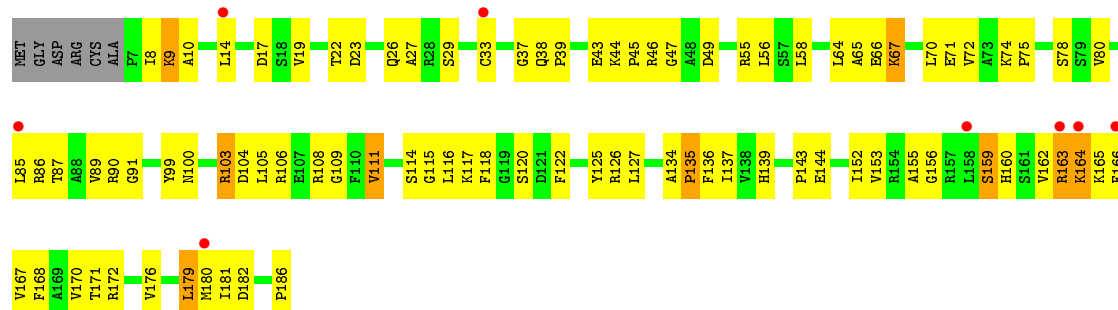 MET GLY ASP ARG CYS ALA P7 I8 K9 A10 L14 D17 S18 V19 T22 D23 Q26 A27 R28 S29 C33 G37 Q38 P39 E43 K44 P45 R46 G47 A48 D49 R55 L56 S57 L58 L64 A65 E66 K67 L70 E71 V72 A73 K74 P75 S78 S79 V80
L85 R86 T87 A88 V89 R90 G91 Y99 N100 R103 D104 L105 R106 E107 R108 G109 F110 V111 S114 G115 L116 K117 F118 G119 S120 D121 F122 Y125 R126 L127 A134 P135 F136 I137 V138 H139 P143 E144 I152 V153 R154 A155 G156 R157 L158 S159 H160 S161 V162 R163 K164 K165
V167 F168 A169 V170 T171 R172 V176 L179 M180 I181 D182 P186